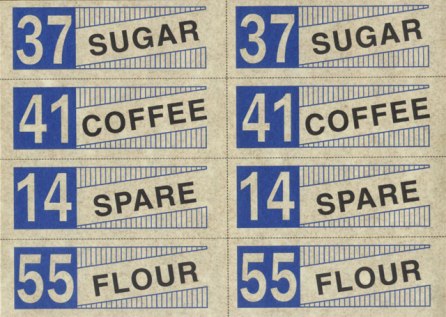 37 SUGAR 37 SUGAR
41 COFFEE 41 COFFEE
14 SPARE 14 SPARE
55 FLOUR 55 FLOUR